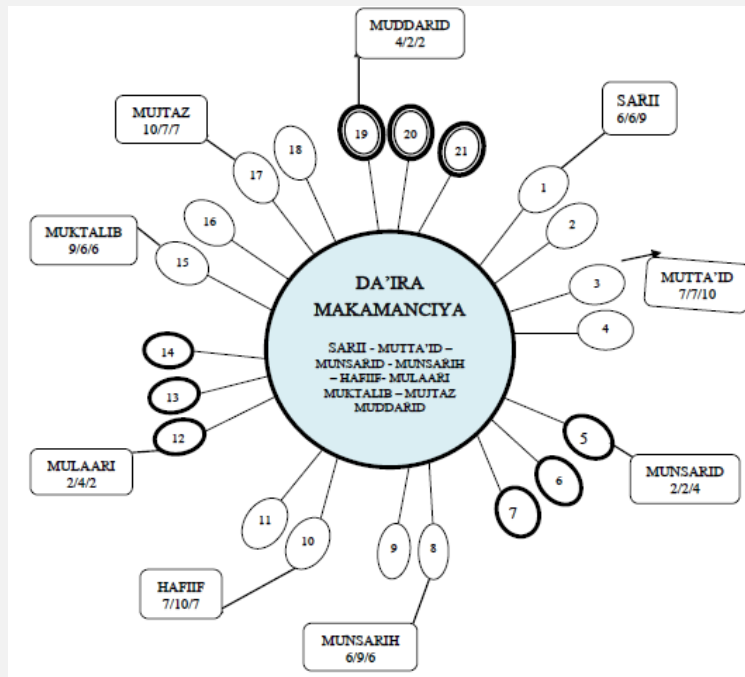 MUDDARID
4/2/2
SARII
6/6/9
MUJTAZ
10/7/7
19
20
21
18
17
1
2
16
MUKTALIB
9/6/6
15
3
MUTTA'ID
7/7/10
4
DA'IRA
MAKAMANCIYA
SARII - MUTTA'ID –
MUNSARID - MUNSARIH
– HAFIIF- MULAARI
MUKTALIB – MUJTAZ
MUDDARID
14
13
12
MULAARI
2/4/2
5
MUNSARID
2/2/4
6
7
11
10
9
8
HAFIIF
7/10/7
MUNSARIH
6/9/6